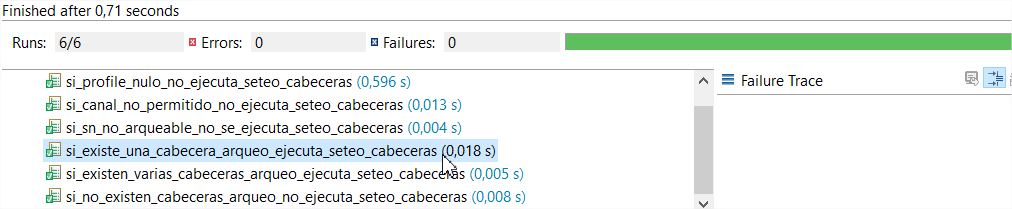 Finished after 0,71 seconds
Runs: 6/6 Errors: 0 Failures: 0
si_profile_nulo_no_ejecuta_seteo_cabeceras (0,596 s)
Failure Trace
si_canal_no_permitido_no_ejecuta_seteo_cabeceras (0,013 s)
si_sn_no_arqueable_no_se_ejecuta_seteo_cabeceras (0,004 s)
si_existe_una_cabecera_arqueo_ejecuta_seteo_cabeceras (0,018 s)
si_existen_varias_cabeceras_arqueo_ejecuta_seteo_cabeceras (0,005 s)
si_no_existen_cabeceras_arqueo_no_ejecuta_seteo_cabeceras (0,008 s)